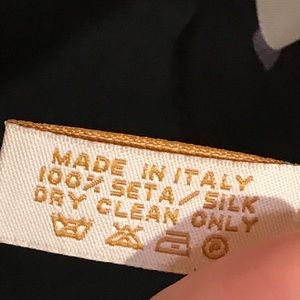 MADE IN ITALY
100% SETA/SILK
DRY CLEAN ONLY
P